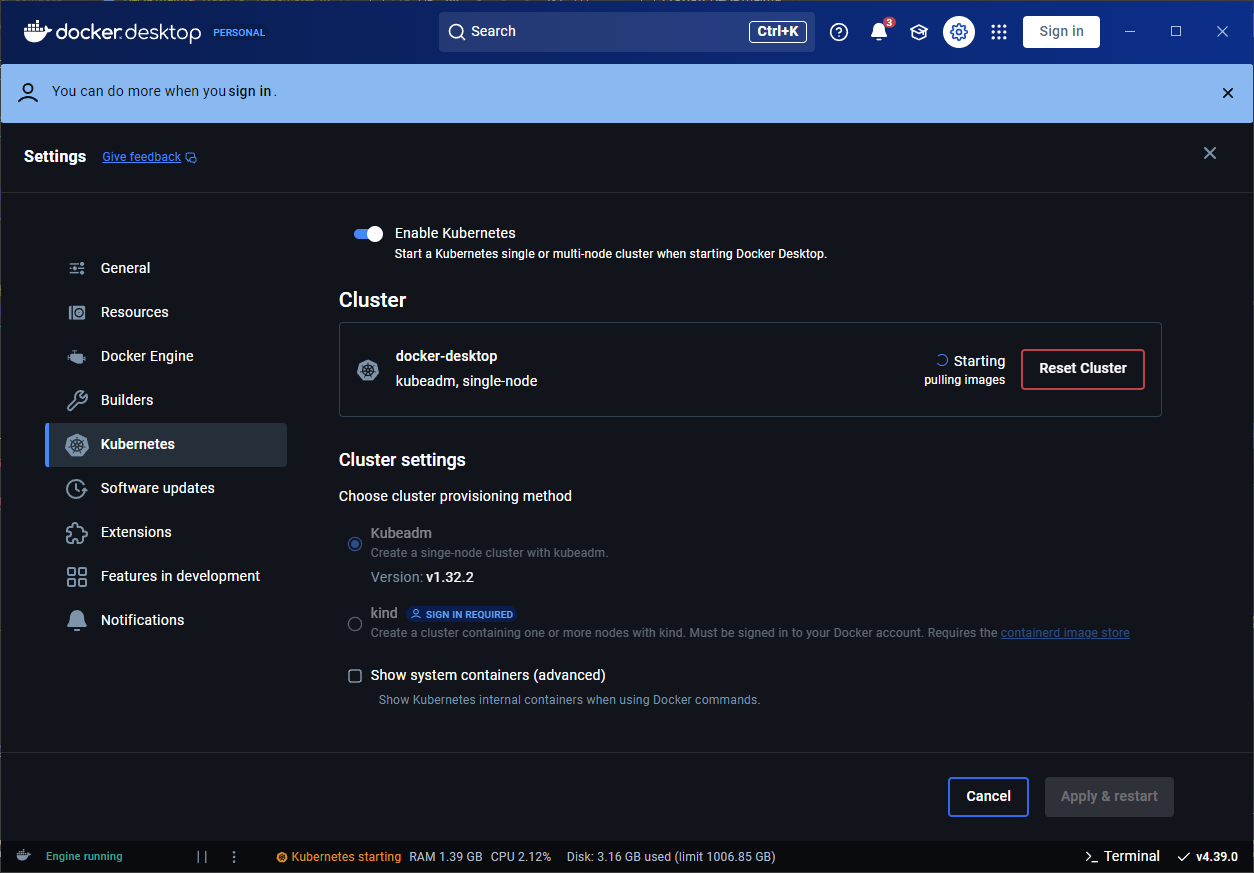 docker.desktop PERSONAL
Search
Ctrl+K
3
Sign in
You can do more when you sign in.
Settings
Give feedback
Enable Kubernetes
Start a Kubernetes single or multi-node cluster when starting Docker Desktop.
General
Resources
Docker Engine
Builders
Kubernetes
Software updates
Extensions
Features in development
Notifications
Cluster
docker-desktop
kubeadm, single-node
Starting
pulling images
Reset Cluster
Cluster settings
Choose cluster provisioning method
Kubeadm
Create a singe-node cluster with kubeadm.
Version: v1.32.2
kind SIGN IN REQUIRED
Create a cluster containing one or more nodes with kind. Must be signed in to your Docker account. Requires the containerd image store
Show system containers (advanced)
Show Kubernetes internal containers when using Docker commands.
Cancel
Apply & restart
Engine running
Kubernetes starting RAM 1.39 GB CPU 2.12% Disk: 3.16 GB used (limit 1006.85 GB)
Terminal
v4.39.0